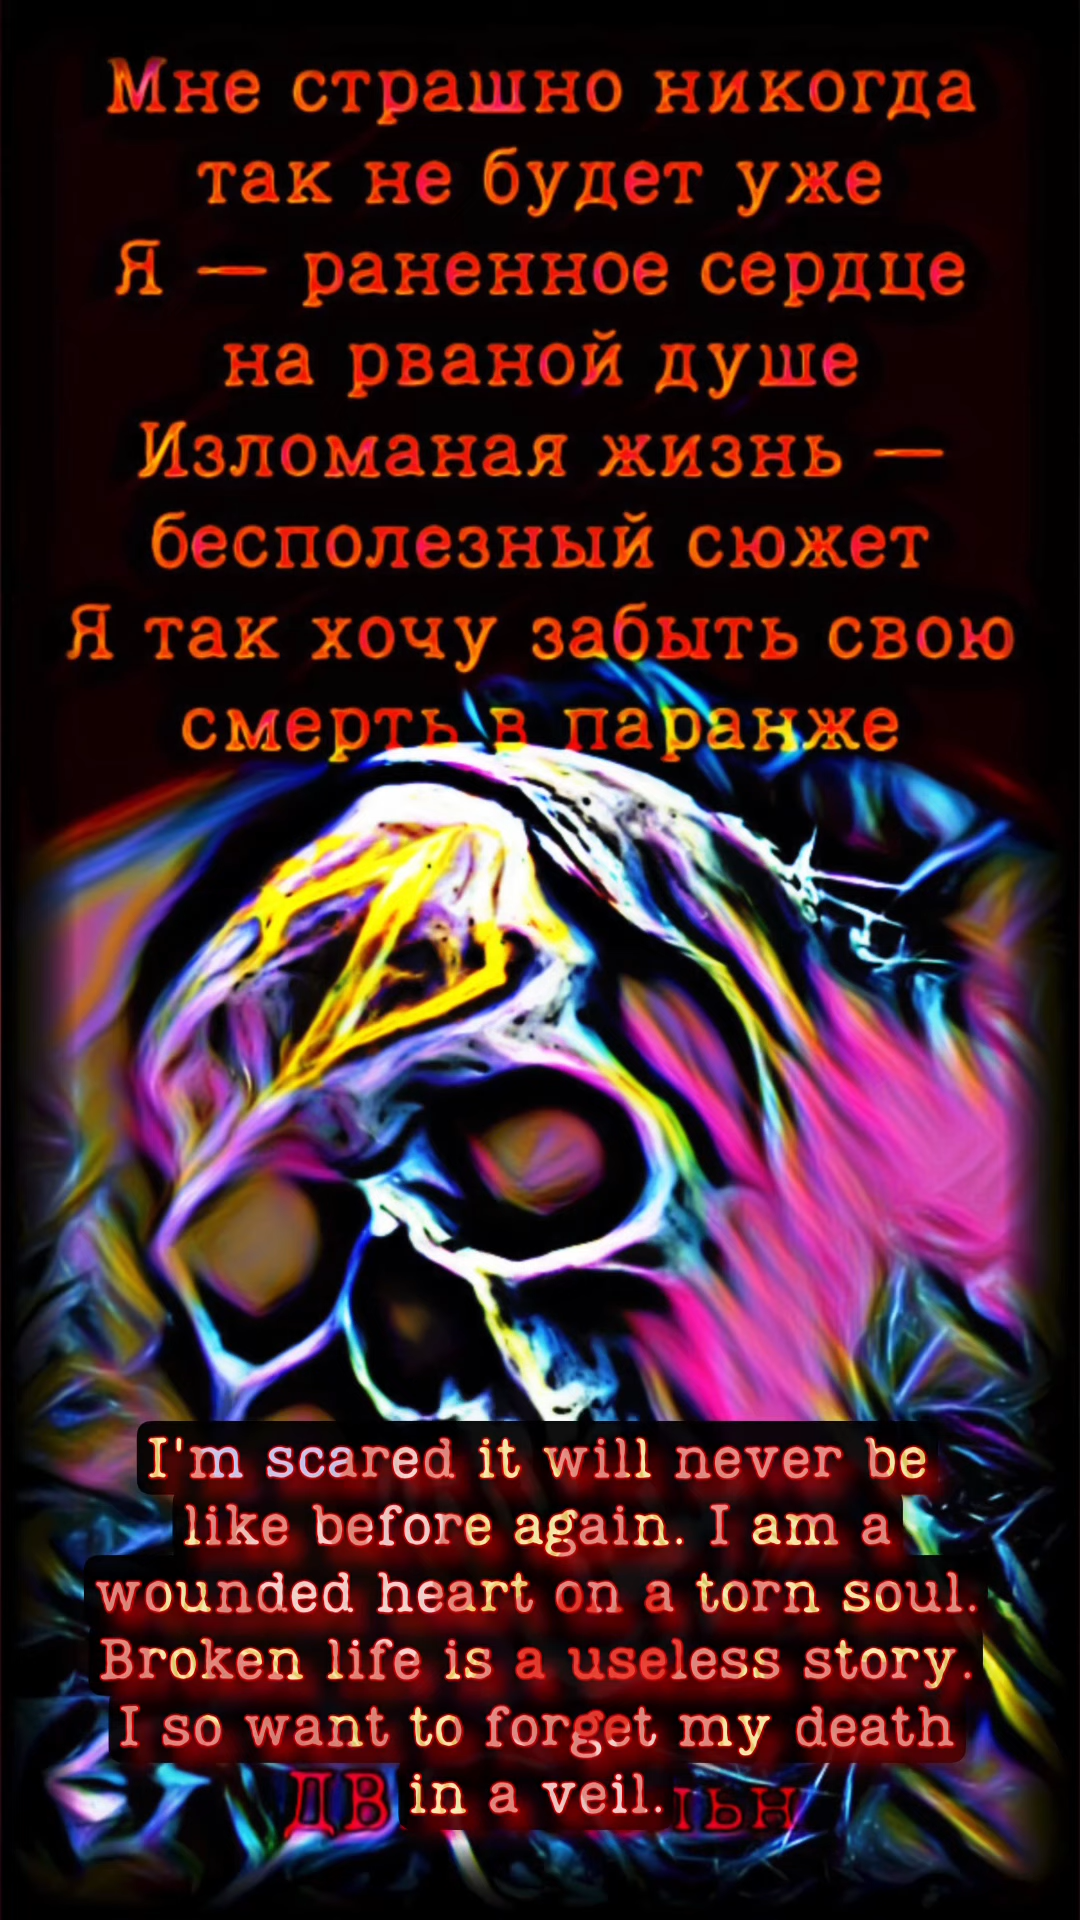 Мне страшно никогда
так не будет уже
Я — раненное сердце
на рваной душе
Изломаная жизнь —
бесполезный сюжет
Я так хочу забыть свою
смерть в паранже
I'm scared it will never be
like before again. I am a
wounded heart on a torn soul.
Broken life is a useless story.
I so want to forget my death
in a veil.